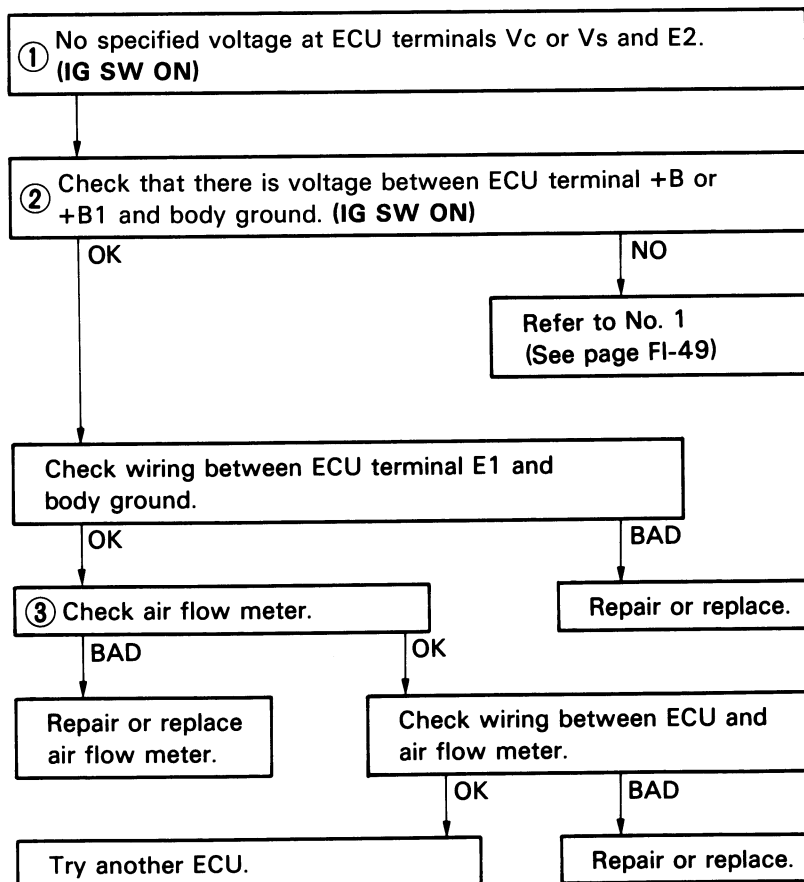 ① No specified voltage at ECU terminals Vc or Vs and E2.
(IG SW ON)
② Check that there is voltage between ECU terminal +B or
+B1 and body ground. (IG SW ON)
OK
NO
Refer to No. 1
(See page FI-49)
Check wiring between ECU terminal E1 and
body ground.
OK
BAD
③ Check air flow meter.
Repair or replace.
BAD
OK
Repair or replace
air flow meter.
Check wiring between ECU and
air flow meter.
OK
BAD
Try another ECU.
Repair or replace.